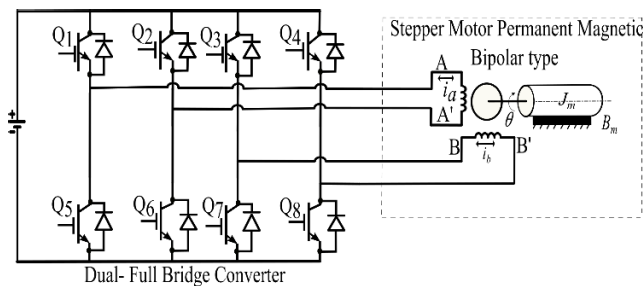 Stepper Motor Permanent Magnetic
Bipolar type
Q1
Q2
Q3
Q4
A
i_a
A'
θ
J_m
B_m
B
i_b
B'
Q5
Q6
Q7
Q8
Dual- Full Bridge Converter